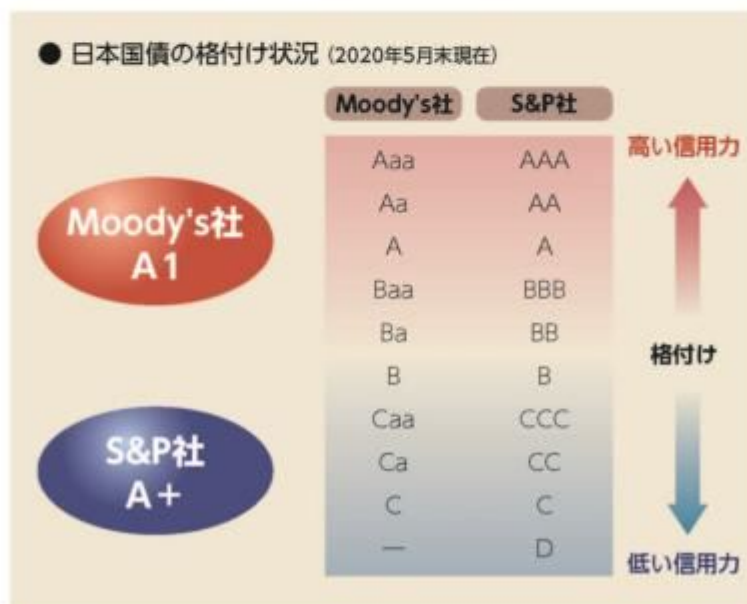 ● 日本国債の格付け状況（2020年5月末現在）
Moody's社 S&P社
Moody's社
A1
S&P社
A+
Aaa AAA
Aa AA
A A
Baa BBB
Ba BB
B B
Caa CCC
Ca CC
C C
— D
高い信用力
格付け
低い信用力